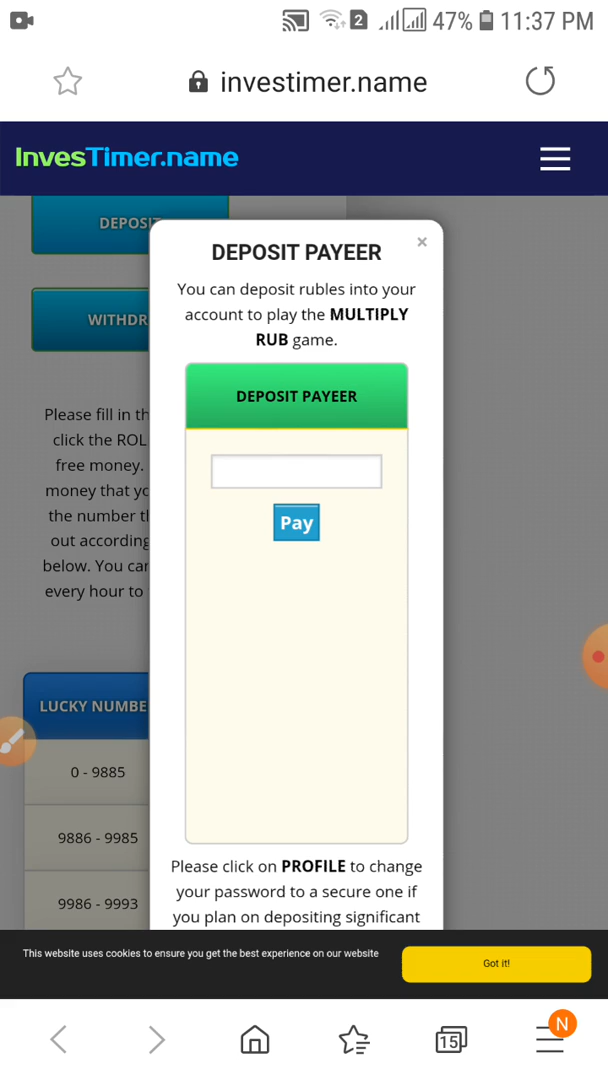 2 47% 11:37 PM
investimer.name
InvesTimer.name
DEPOSIT
DEPOSIT PAYEER
×
You can deposit rubles into your
account to play the MULTIPLY
RUB game.
WITHDR
DEPOSIT PAYEER
Pay
Please fill in th
click the ROL
free money.
money that yo
the number t
out according
below. You can
every hour to
LUCKY NUMBE
0 - 9885
9886 - 9985
9986 - 9993
Please click on PROFILE to change
your password to a secure one if
you plan on depositing significant
This website uses cookies to ensure you get the best experience on our website
Got it!
15
N